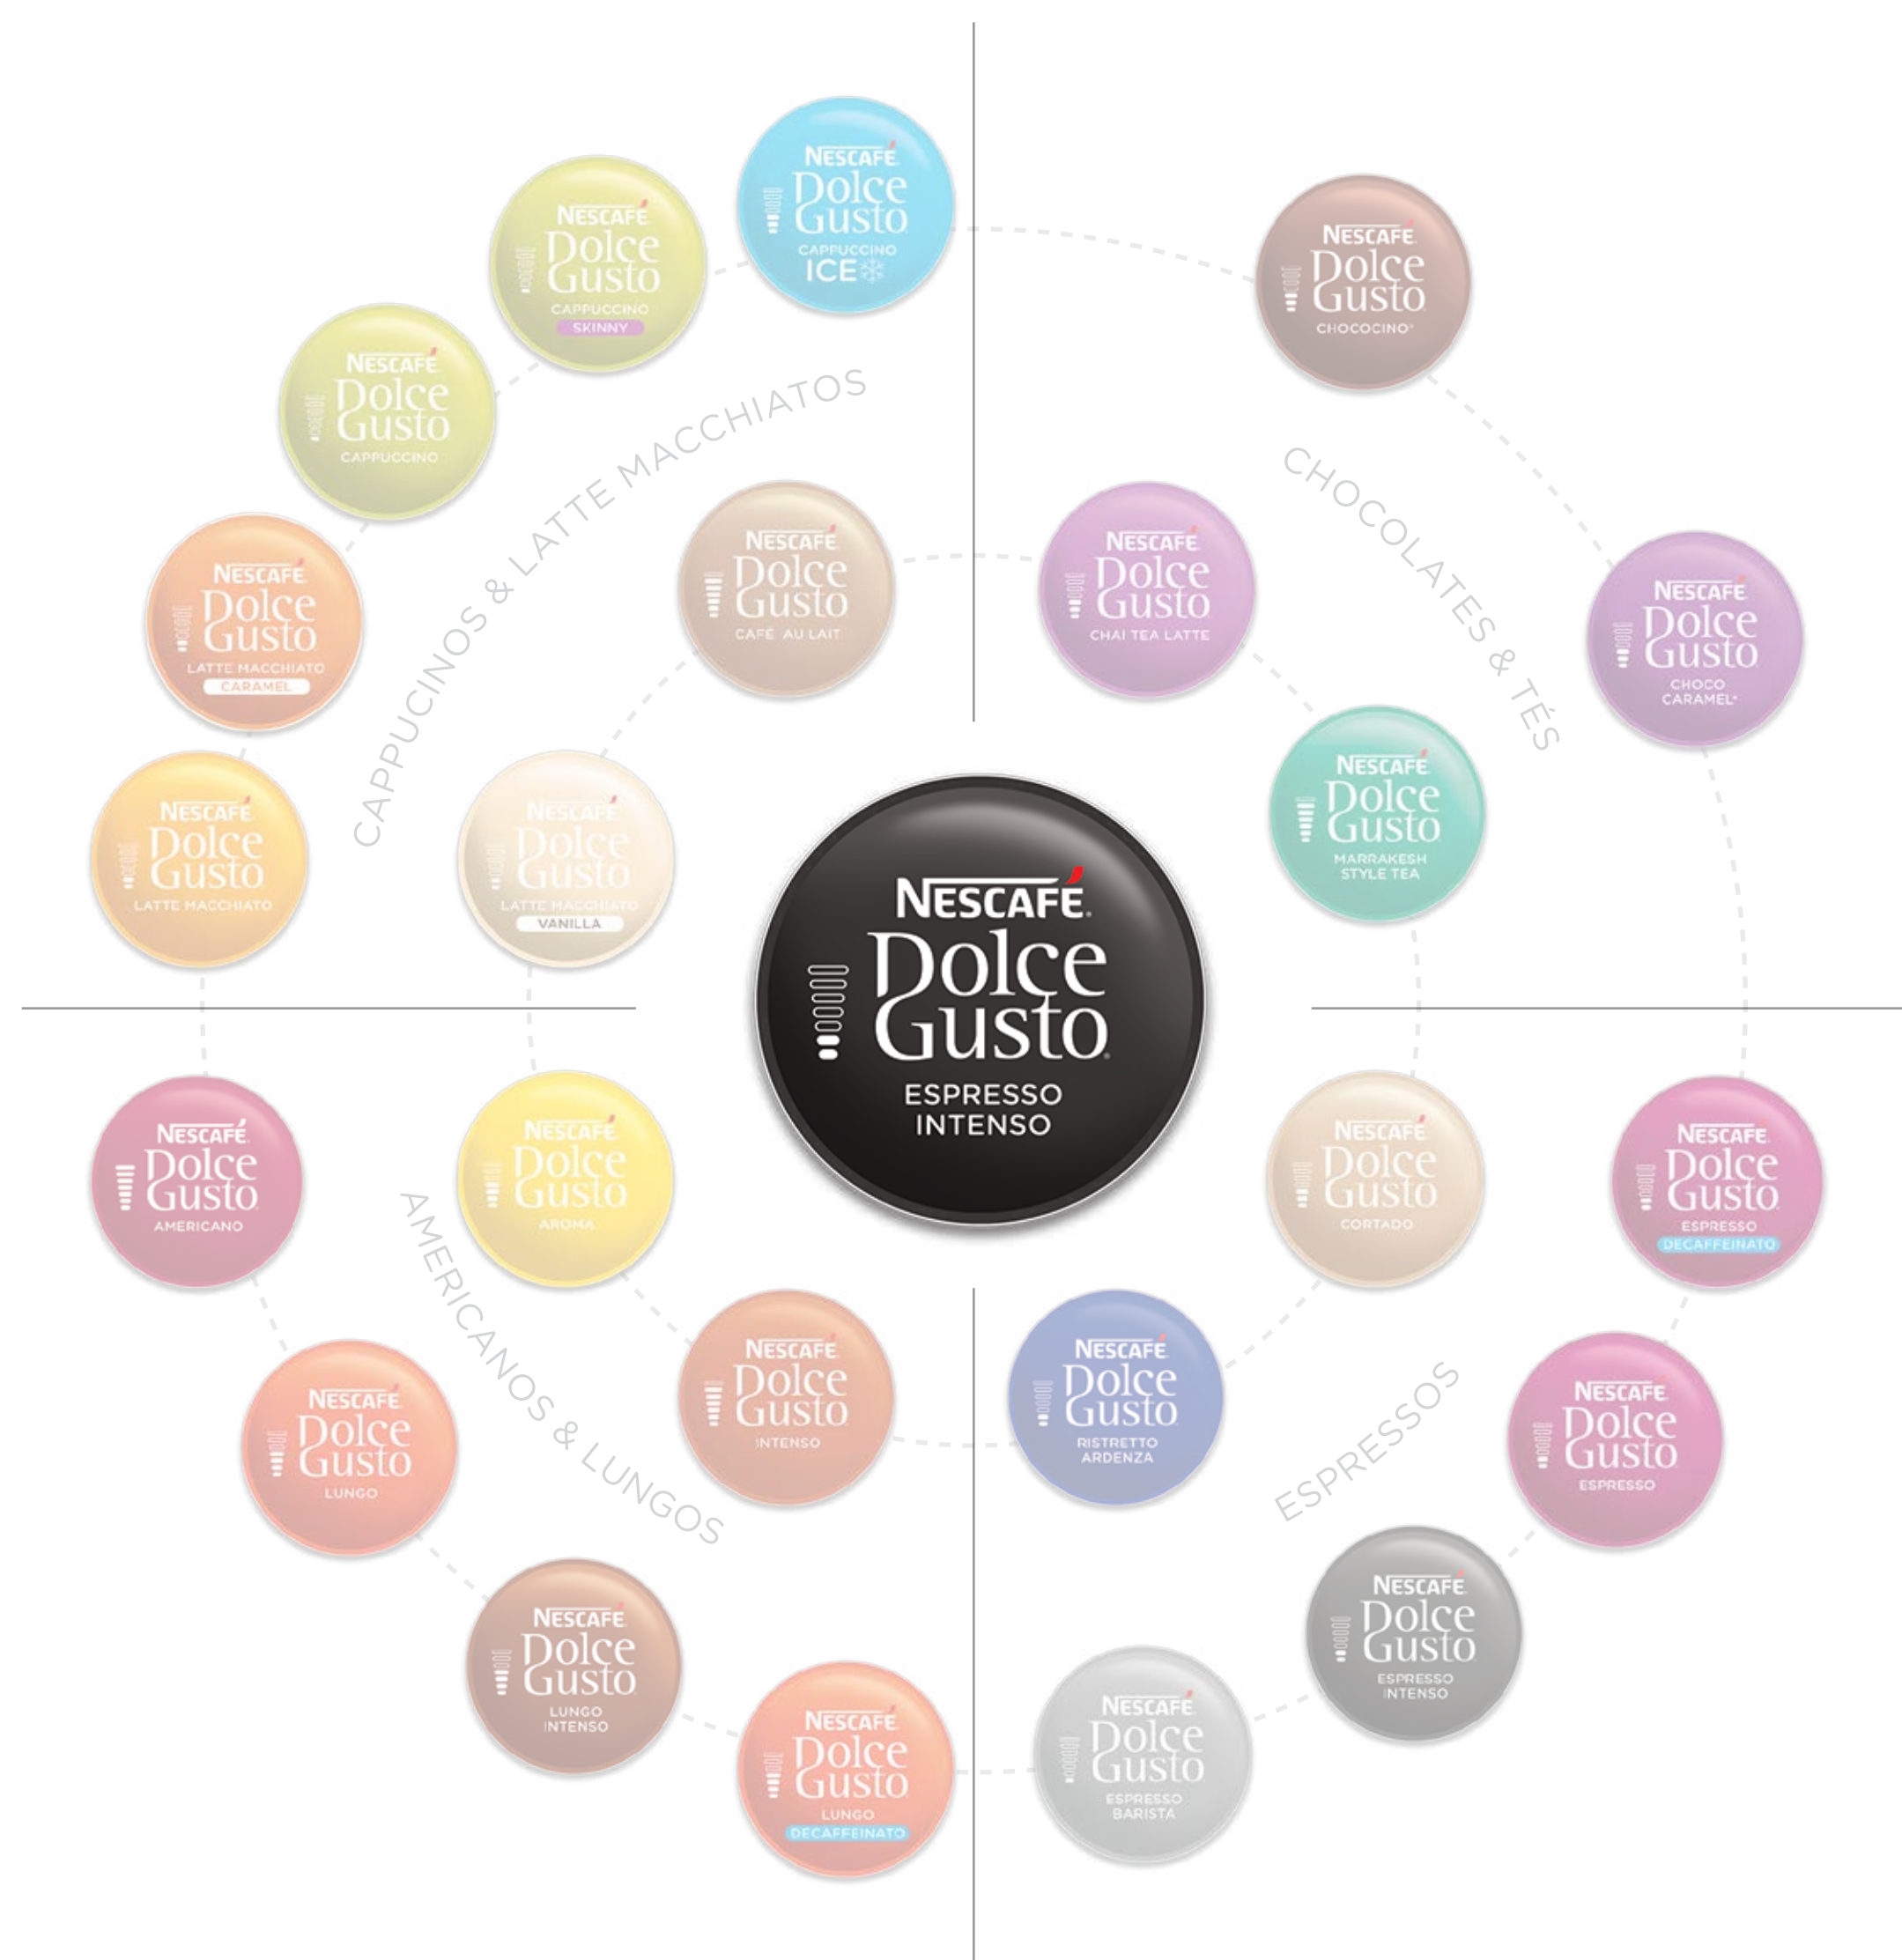 NESCAFÉ
Dolce
Gusto
CAPPUCCINO
ICE
NESCAFÉ
Dolce
Gusto
CAPPUCCINO
SKINNY
NESCAFÉ
Dolce
Gusto
CAPPUCCINO
NESCAFÉ
Dolce
Gusto
LATTE MACCHIATO
CARAMEL
NESCAFÉ
Dolce
Gusto
LATTE MACCHIATO
CAPPUCINOS & LATTE MACCHIATOS
NESCAFÉ
Dolce
Gusto
CAFÉ AU LAIT
NESCAFÉ
Dolce
Gusto
LATTE MACCHIATO
VANILLA
NESCAFÉ
Dolce
Gusto
CHOCOCINO*
CHOCOLATES & TÉS
NESCAFÉ
Dolce
Gusto
CHAI TEA LATTE
NESCAFÉ
Dolce
Gusto
CHOCO
CARAMEL*
NESCAFÉ
Dolce
Gusto
MARRAKESH
STYLE TEA
NESCAFÉ
Dolce
Gusto
ESPRESSO
INTENSO
NESCAFÉ
Dolce
Gusto
AMERICANO
NESCAFÉ
Dolce
Gusto
AROMA
AMERICANOS & LUNGOS
NESCAFÉ
Dolce
Gusto
INTENSO
NESCAFÉ
Dolce
Gusto
LUNGO
NESCAFÉ
Dolce
Gusto
LUNGO
INTENSO
NESCAFÉ
Dolce
Gusto
LUNGO
DECAFFEINATO
NESCAFÉ
Dolce
Gusto
CORTADO
NESCAFÉ
Dolce
Gusto
ESPRESSO
DECAFFEINATO
NESCAFÉ
Dolce
Gusto
RISTRETTO
ARDENZA
ESPRESSOS
NESCAFÉ
Dolce
Gusto
ESPRESSO
NESCAFÉ
Dolce
Gusto
ESPRESSO
INTENSO
NESCAFÉ
Dolce
Gusto
ESPRESSO
BARISTA